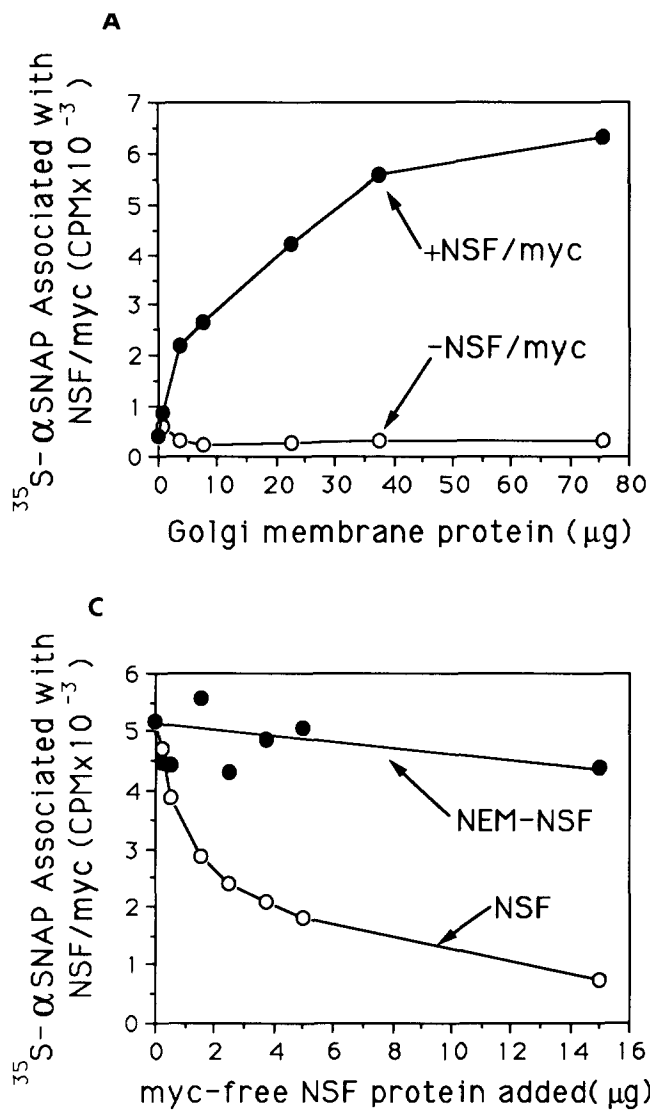 A
³⁵S-αSNAP Associated with
NSF/myc (CPMx10⁻³)
7
6
5
4
3
2
1
0
+NSF/myc
-NSF/myc
0 10 20 30 40 50 60 70 80
Golgi membrane protein (μg)
C
³⁵S-αSNAP Associated with
NSF/myc (CPMx10⁻³)
6
5
4
3
2
1
0
NEM-NSF
NSF
0 2 4 6 8 10 12 14 16
myc-free NSF protein added(μg)